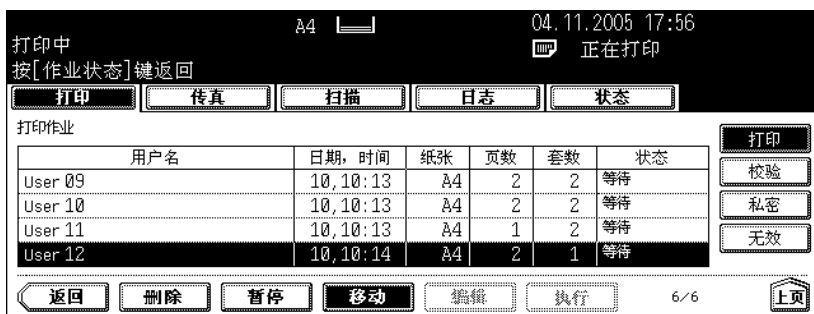 A4 04.11.2005 17:56
打印中 正在打印
按[作业状态]键返回
打印 传真 扫描 日志 状态
打印作业 打印
用户名 日期, 时间 纸张 页数 套数 状态
校验
User 09 10,10:13 A4 2 2 等待
User 10 10,10:13 A4 2 2 等待
私密
User 11 10,10:13 A4 1 2 等待
无效
User 12 10,10:14 A4 2 1 等待
返回 删除 暂停 移动 编辑 执行 6/6 上页